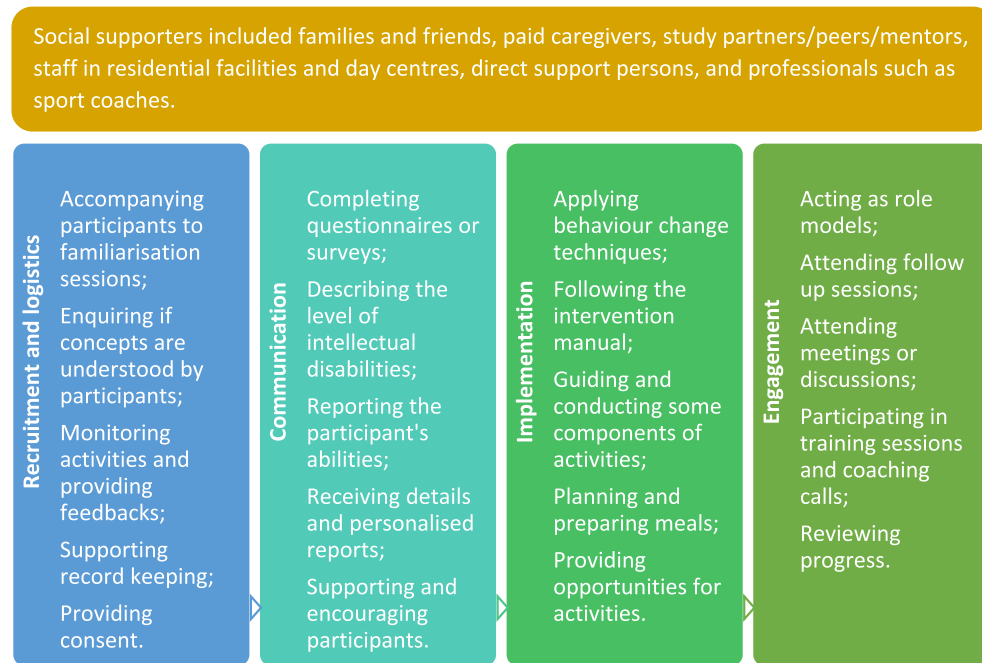 Social supporters included families and friends, paid caregivers, study partners/peers/mentors,
staff in residential facilities and day centres, direct support persons, and professionals such as
sport coaches.
Recruitment and logistics
Accompanying
participants to
familiarisation
sessions;
Enquiring if
concepts are
understood by
participants;
Monitoring
activities and
providing
feedbacks;
Supporting
record keeping;
Providing
consent.
Communication
Completing
questionnaires or
surveys;
Describing the
level of
intellectual
disabilities;
Reporting the
participant's
abilities;
Receiving details
and personalised
reports;
Supporting and
encouraging
participants.
Implementation
Applying
behaviour change
techniques;
Following the
intervention
manual;
Guiding and
conducting some
components of
activities;
Planning and
preparing meals;
Providing
opportunities for
activities.
Engagement
Acting as role
models;
Attending follow
up sessions;
Attending
meetings or
discussions;
Participating in
training sessions
and coaching
calls;
Reviewing
progress.